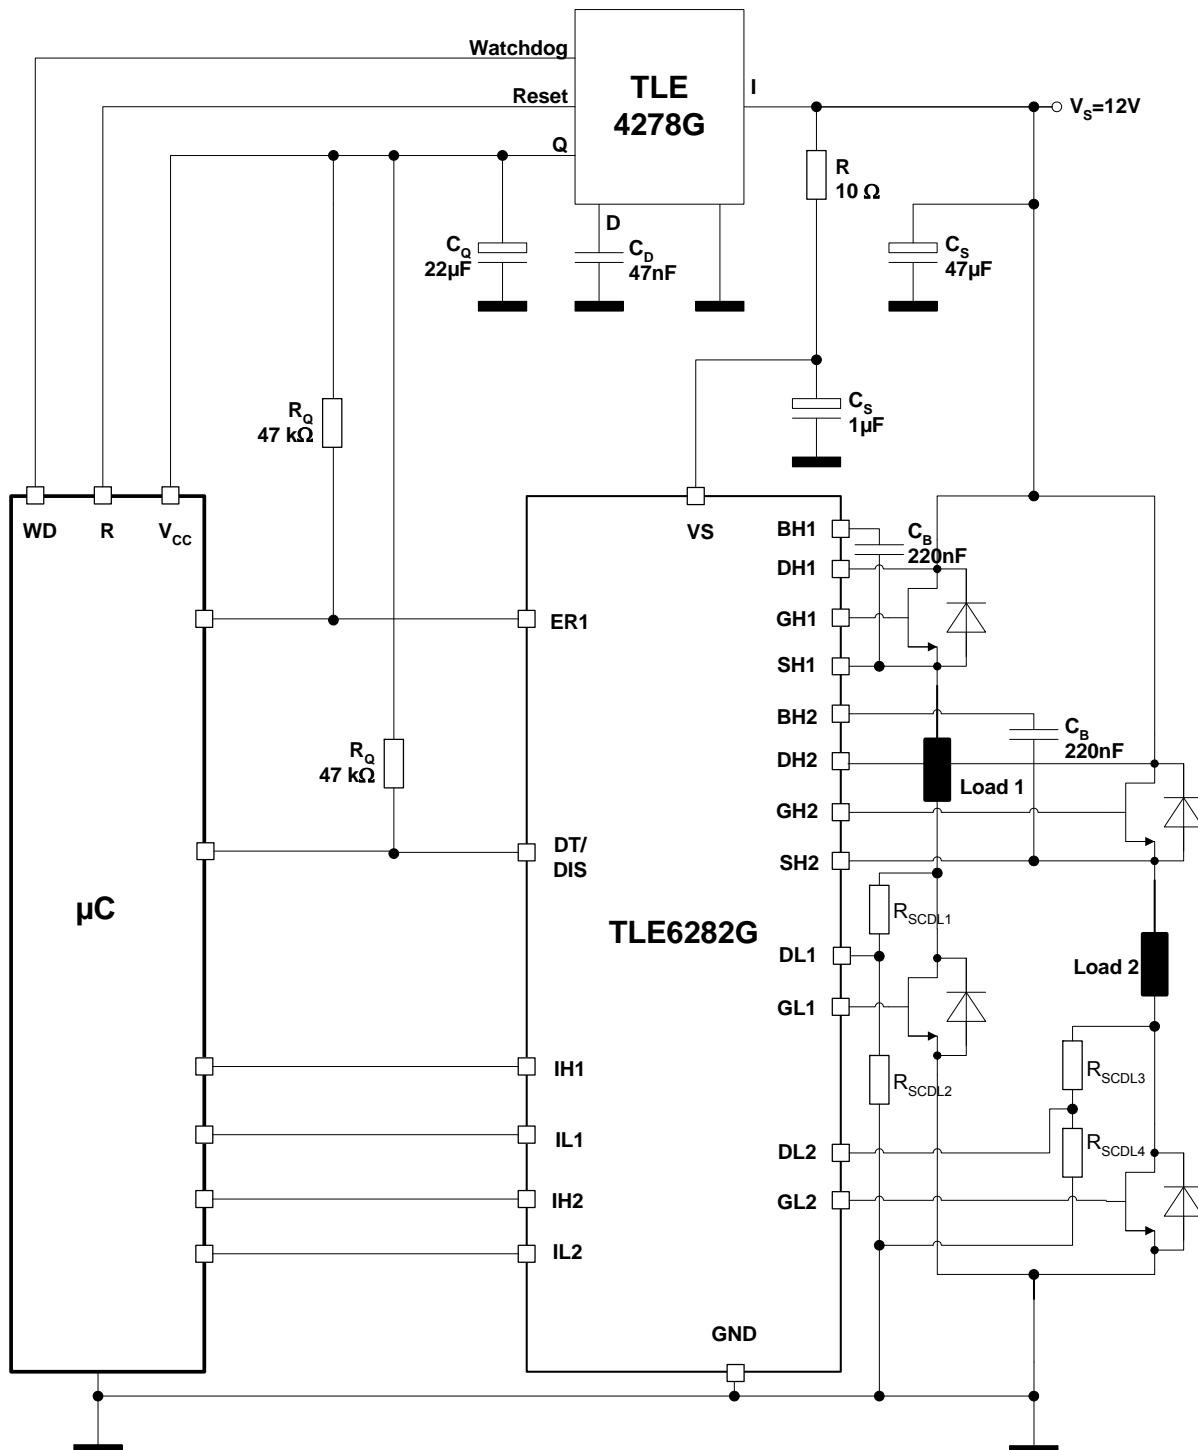 Watchdog
TLE
4278G
I
Reset
V_S=12V
Q
R
10 Ω
D
C_Q
22µF
C_D
47nF
C_S
47µF
R_Q
47 kΩ
C_S
1µF
WD
R
V_CC
VS
BH1
C_B
220nF
DH1
ER1
GH1
SH1
BH2
C_B
220nF
R_Q
47 kΩ
DH2
Load 1
GH2
DT/
DIS
SH2
µC
R_SCDL1
TLE6282G
DL1
Load 2
GL1
IH1
R_SCDL2
R_SCDL3
IL1
DL2
R_SCDL4
IH2
GL2
IL2
GND